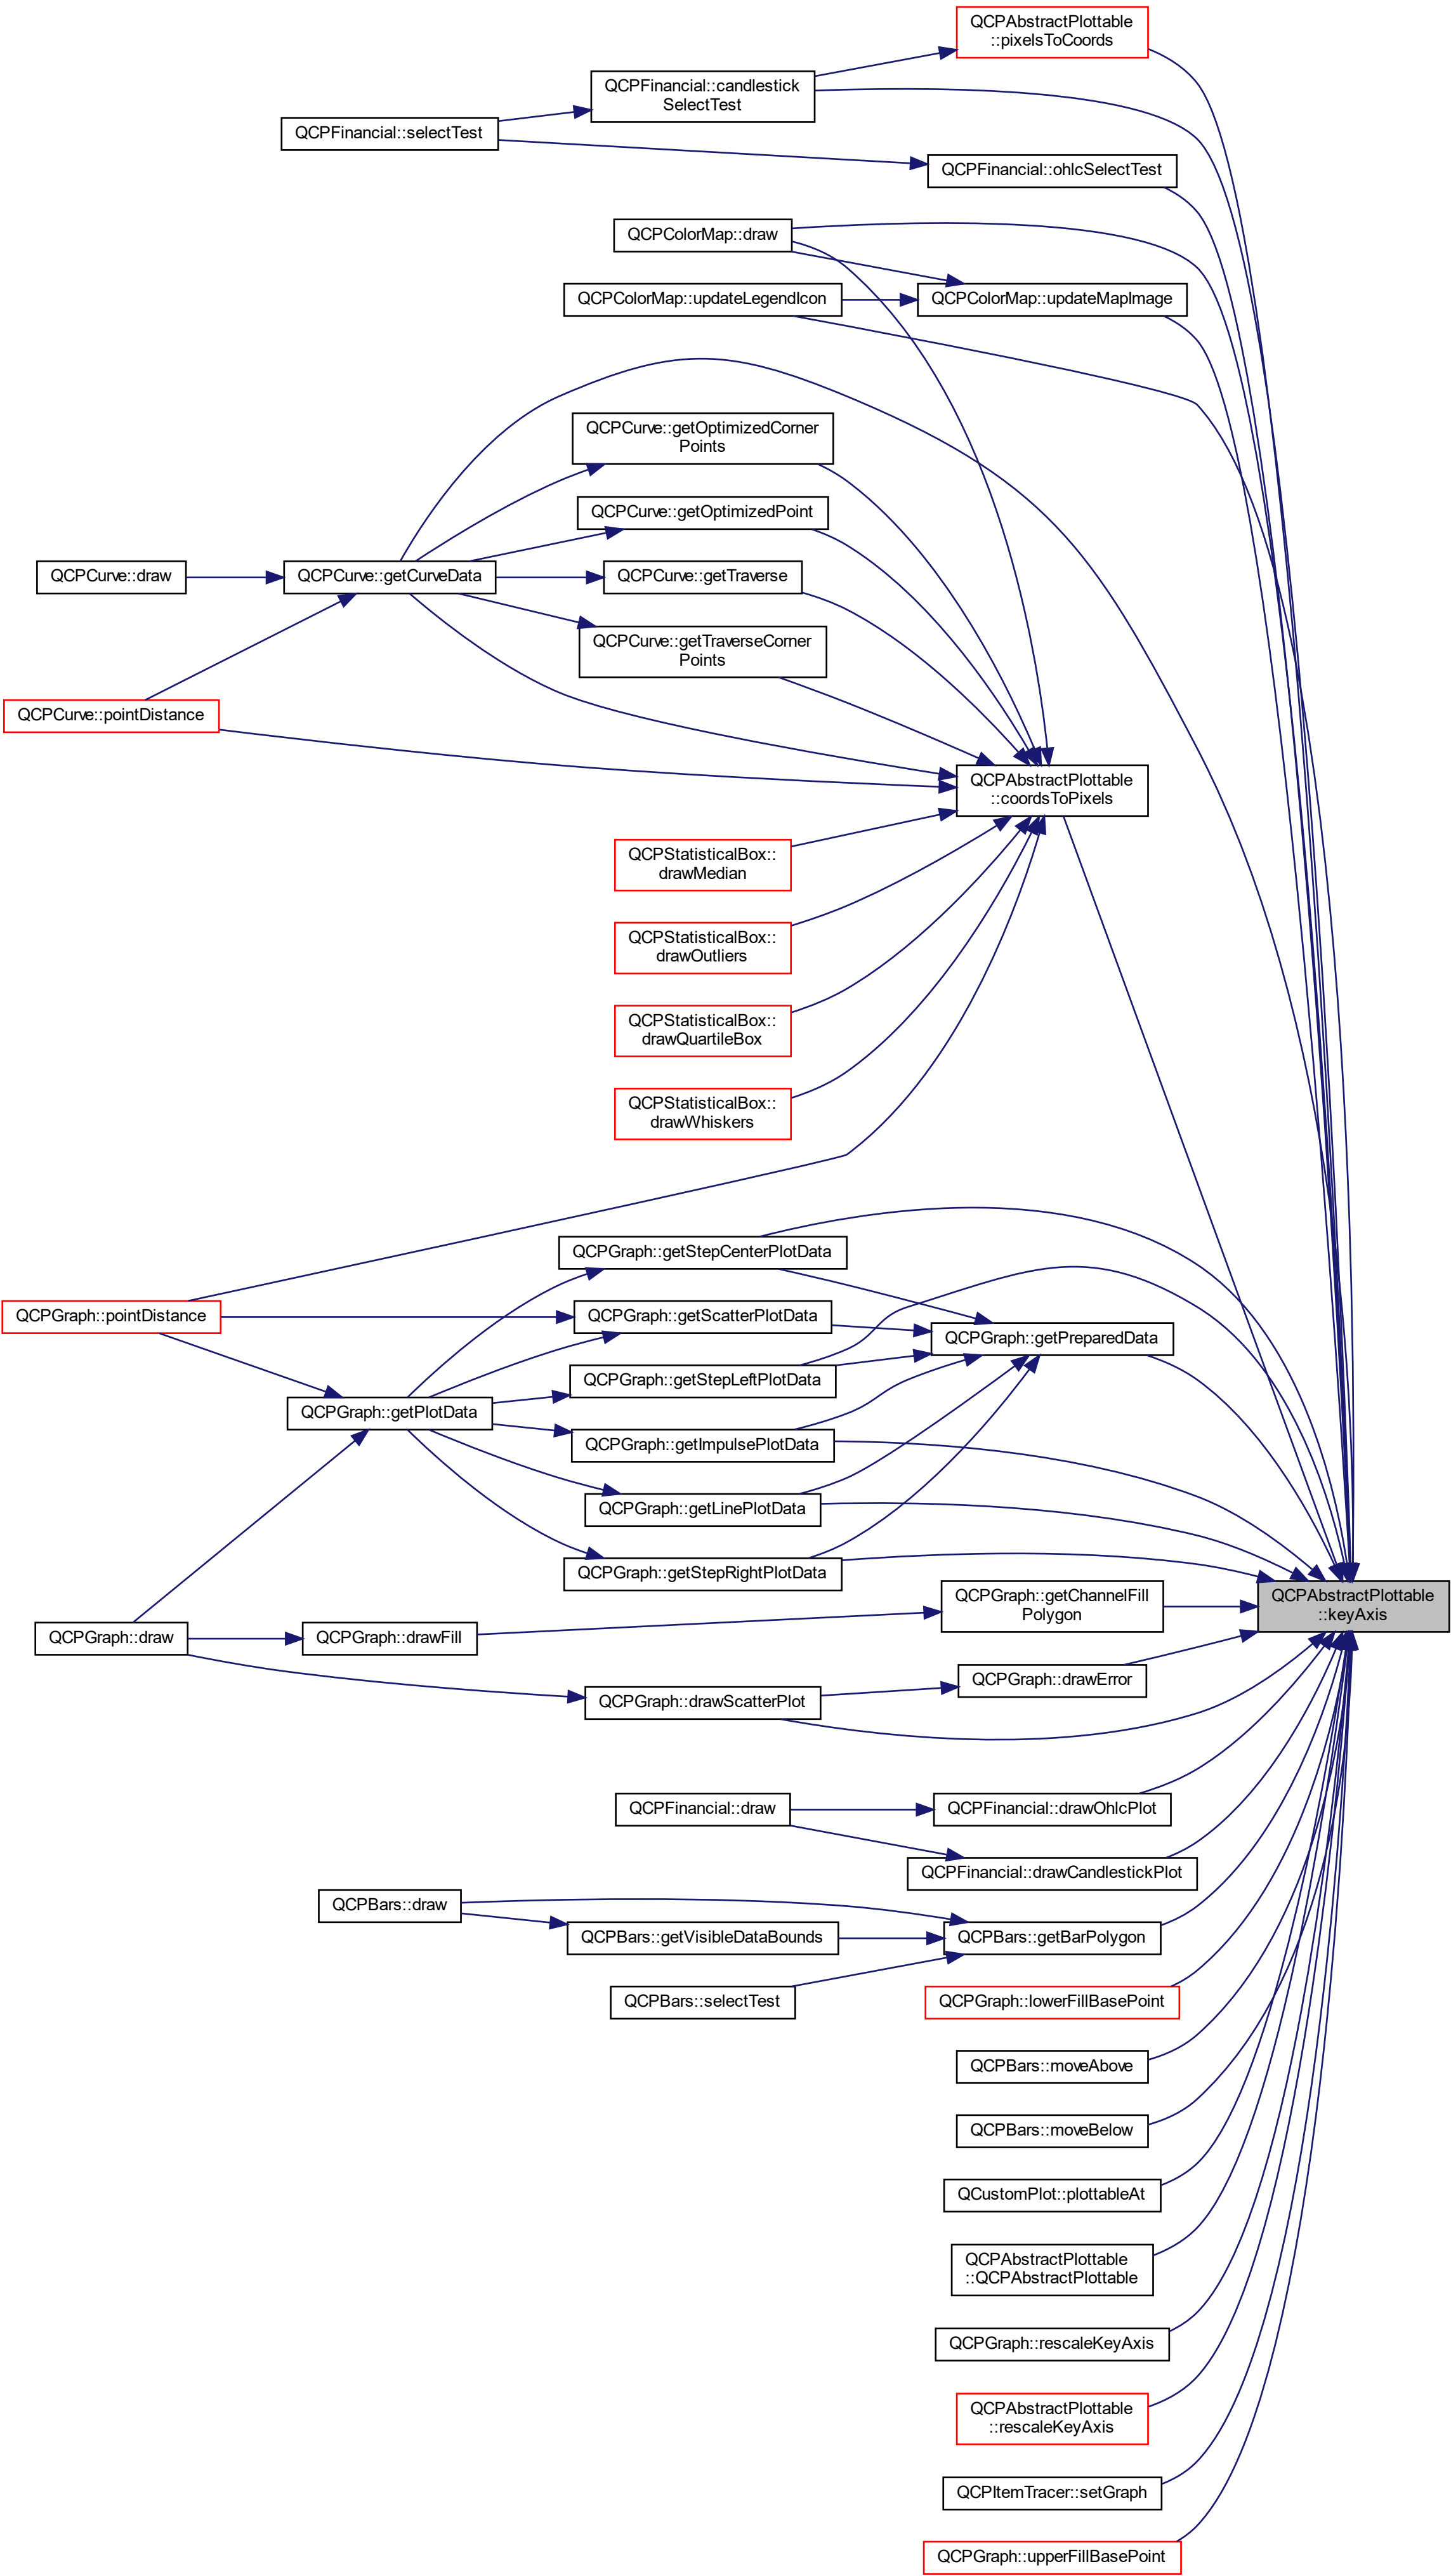 QCPAbstractPlottable
::pixelsToCoords
QCPFinancial::candlestick
SelectTest
QCPFinancial::selectTest
QCPFinancial::ohlcSelectTest
QCPColorMap::draw
QCPColorMap::updateLegendIcon
QCPColorMap::updateMapImage
QCPCurve::getOptimizedCorner
Points
QCPCurve::getOptimizedPoint
QCPCurve::draw
QCPCurve::getCurveData
QCPCurve::getTraverse
QCPCurve::getTraverseCorner
Points
QCPCurve::pointDistance
QCPAbstractPlottable
::coordsToPixels
QCPStatisticalBox::
drawMedian
QCPStatisticalBox::
drawOutliers
QCPStatisticalBox::
drawQuartileBox
QCPStatisticalBox::
drawWhiskers
QCPGraph::getStepCenterPlotData
QCPGraph::pointDistance
QCPGraph::getScatterPlotData
QCPGraph::getPreparedData
QCPGraph::getStepLeftPlotData
QCPGraph::getPlotData
QCPGraph::getImpulsePlotData
QCPGraph::getLinePlotData
QCPGraph::getStepRightPlotData
QCPGraph::getChannelFill
Polygon
QCPAbstractPlottable
::keyAxis
QCPGraph::draw
QCPGraph::drawFill
QCPGraph::drawError
QCPGraph::drawScatterPlot
QCPFinancial::draw
QCPFinancial::drawOhlcPlot
QCPFinancial::drawCandlestickPlot
QCPBars::draw
QCPBars::getVisibleDataBounds
QCPBars::getBarPolygon
QCPBars::selectTest
QCPGraph::lowerFillBasePoint
QCPBars::moveAbove
QCPBars::moveBelow
QCustomPlot::plottableAt
QCPAbstractPlottable
::QCPAbstractPlottable
QCPGraph::rescaleKeyAxis
QCPAbstractPlottable
::rescaleKeyAxis
QCPItemTracer::setGraph
QCPGraph::upperFillBasePoint